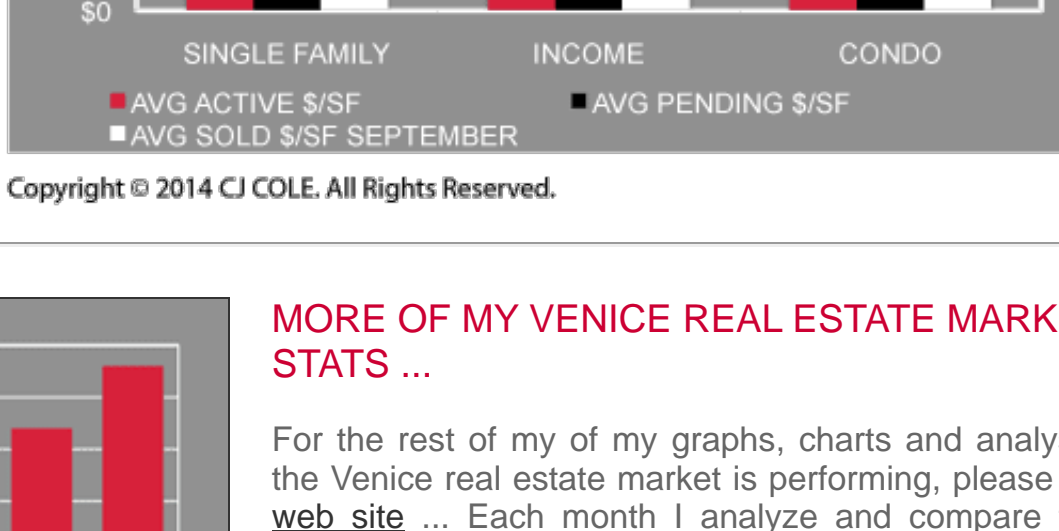 $0
SINGLE FAMILY INCOME CONDO
AVG ACTIVE $/SF AVG PENDING $/SF
AVG SOLD $/SF SEPTEMBER
Copyright © 2014 CJ COLE. All Rights Reserved.
MORE OF MY VENICE REAL ESTATE MARK
STATS ...
For the rest of my of my graphs, charts and analy
the Venice real estate market is performing, please
web site ... Each month I analyze and compare